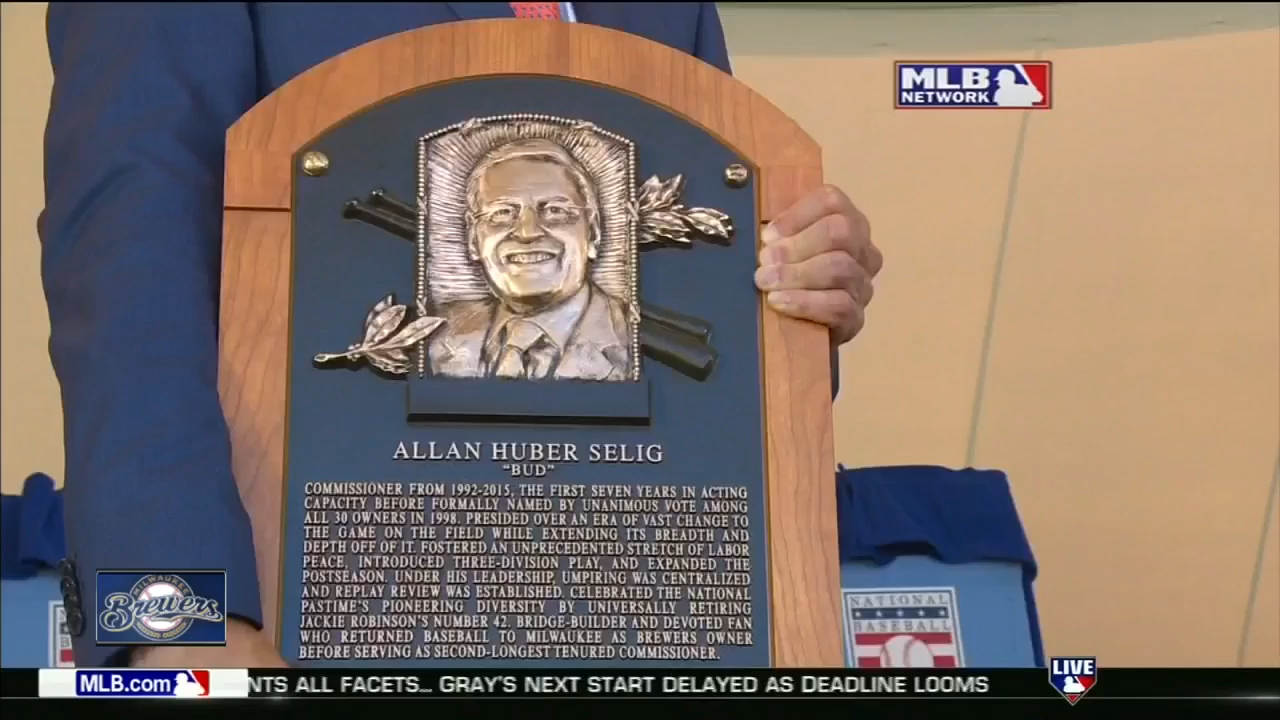 MLB
NETWORK
ALLAN HUBER SELIG
"BUD"
COMMISSIONER FROM 1992-2015, THE FIRST SEVEN YEARS IN ACTING
CAPACITY BEFORE FORMALLY NAMED BY UNANIMOUS VOTE AMONG
ALL 30 OWNERS IN 1998. PRESIDED OVER AN ERA OF VAST CHANGE TO
THE GAME ON THE FIELD WHILE EXTENDING ITS BREADTH AND
DEPTH OFF OF IT. FOSTERED AN UNPRECEDENTED STRETCH OF LABOR
PEACE, INTRODUCED THREE-DIVISION PLAY, AND EXPANDED THE
POSTSEASON. UNDER HIS LEADERSHIP, UMPIRING WAS CENTRALIZED
AND REPLAY REVIEW WAS ESTABLISHED. CELEBRATED THE NATIONAL
PASTIME'S PIONEERING DIVERSITY BY UNIVERSALLY RETIRING
JACKIE ROBINSON'S NUMBER 42. BRIDGE-BUILDER AND DEVOTED FAN
WHO RETURNED BASEBALL TO MILWAUKEE AS BREWERS OWNER
BEFORE SERVING AS SECOND-LONGEST TENURED COMMISSIONER.
MILWAUKEE
Brewers
NATIONAL
BASEBALL
MLB.com
NTS ALL FACETS... GRAY'S NEXT START DELAYED AS DEADLINE LOOMS
LIVE